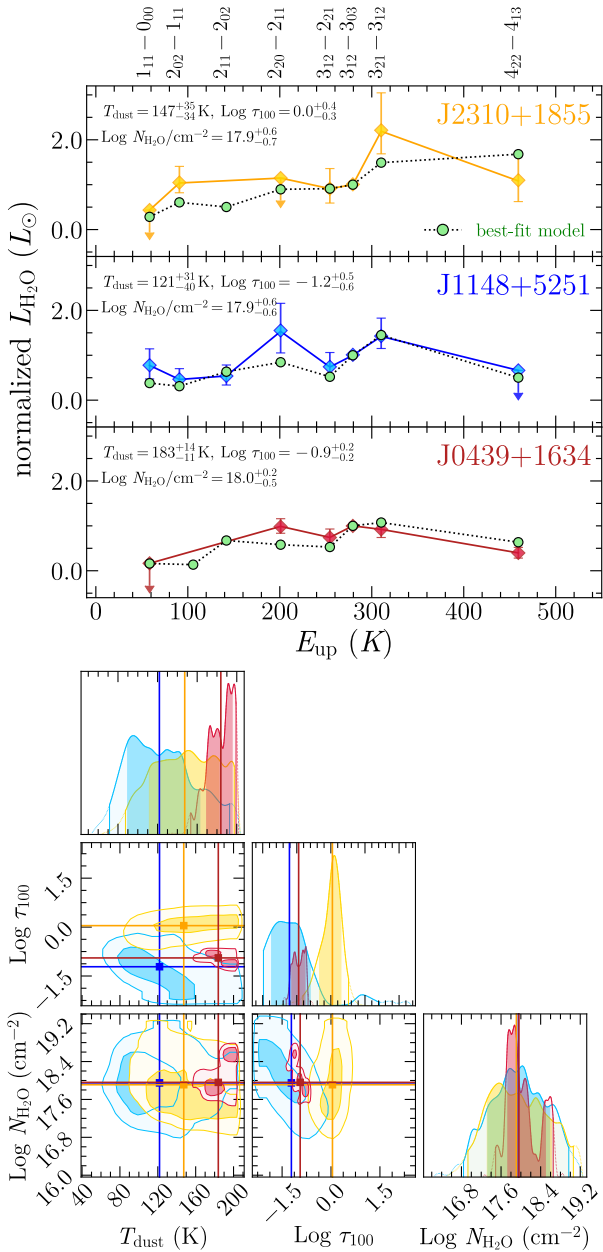 1₁₁ − 0₀₀ 2₀₂ − 1₁₁ 2₁₁ − 2₀₂ 2₂₀ − 2₁₁ 3₁₂ − 2₂₁ 3₁₂ − 3₀₃ 3₂₁ − 3₁₂ 4₂₂ − 4₁₃
T_dust = 147⁺³⁵₋₃₄ K, Log τ₁₀₀ = 0.0⁺⁰·⁴₋₀.₃
J2310+1855
Log N_H₂O/cm⁻² = 17.9⁺⁰·⁶₋₀.₇
2.0
best-fit model
0.0
T_dust = 121⁺³¹₋₄₀ K, Log τ₁₀₀ = −1.2⁺⁰·⁵₋₀.₆
J1148+5251
Log N_H₂O/cm⁻² = 17.9⁺⁰·⁶₋₀.₆
2.0
0.0
normalized L_H₂O (L_⊙)
T_dust = 183⁺¹⁴₋₁₁ K, Log τ₁₀₀ = −0.9⁺⁰·²₋₀.₂
J0439+1634
Log N_H₂O/cm⁻² = 18.0⁺⁰·²₋₀.₅
2.0
0.0
0 100 200 300 400 500
E_up (K)
1.5
0.0
−1.5
Log τ₁₀₀
19.2
18.4
17.6
16.8
16.0
Log N_H₂O (cm⁻²)
40 120 160 200
T_dust (K)
−1.5 0.0 1.5
Log τ₁₀₀
16.8 17.6 18.4 19.2
Log N_H₂O (cm⁻²)